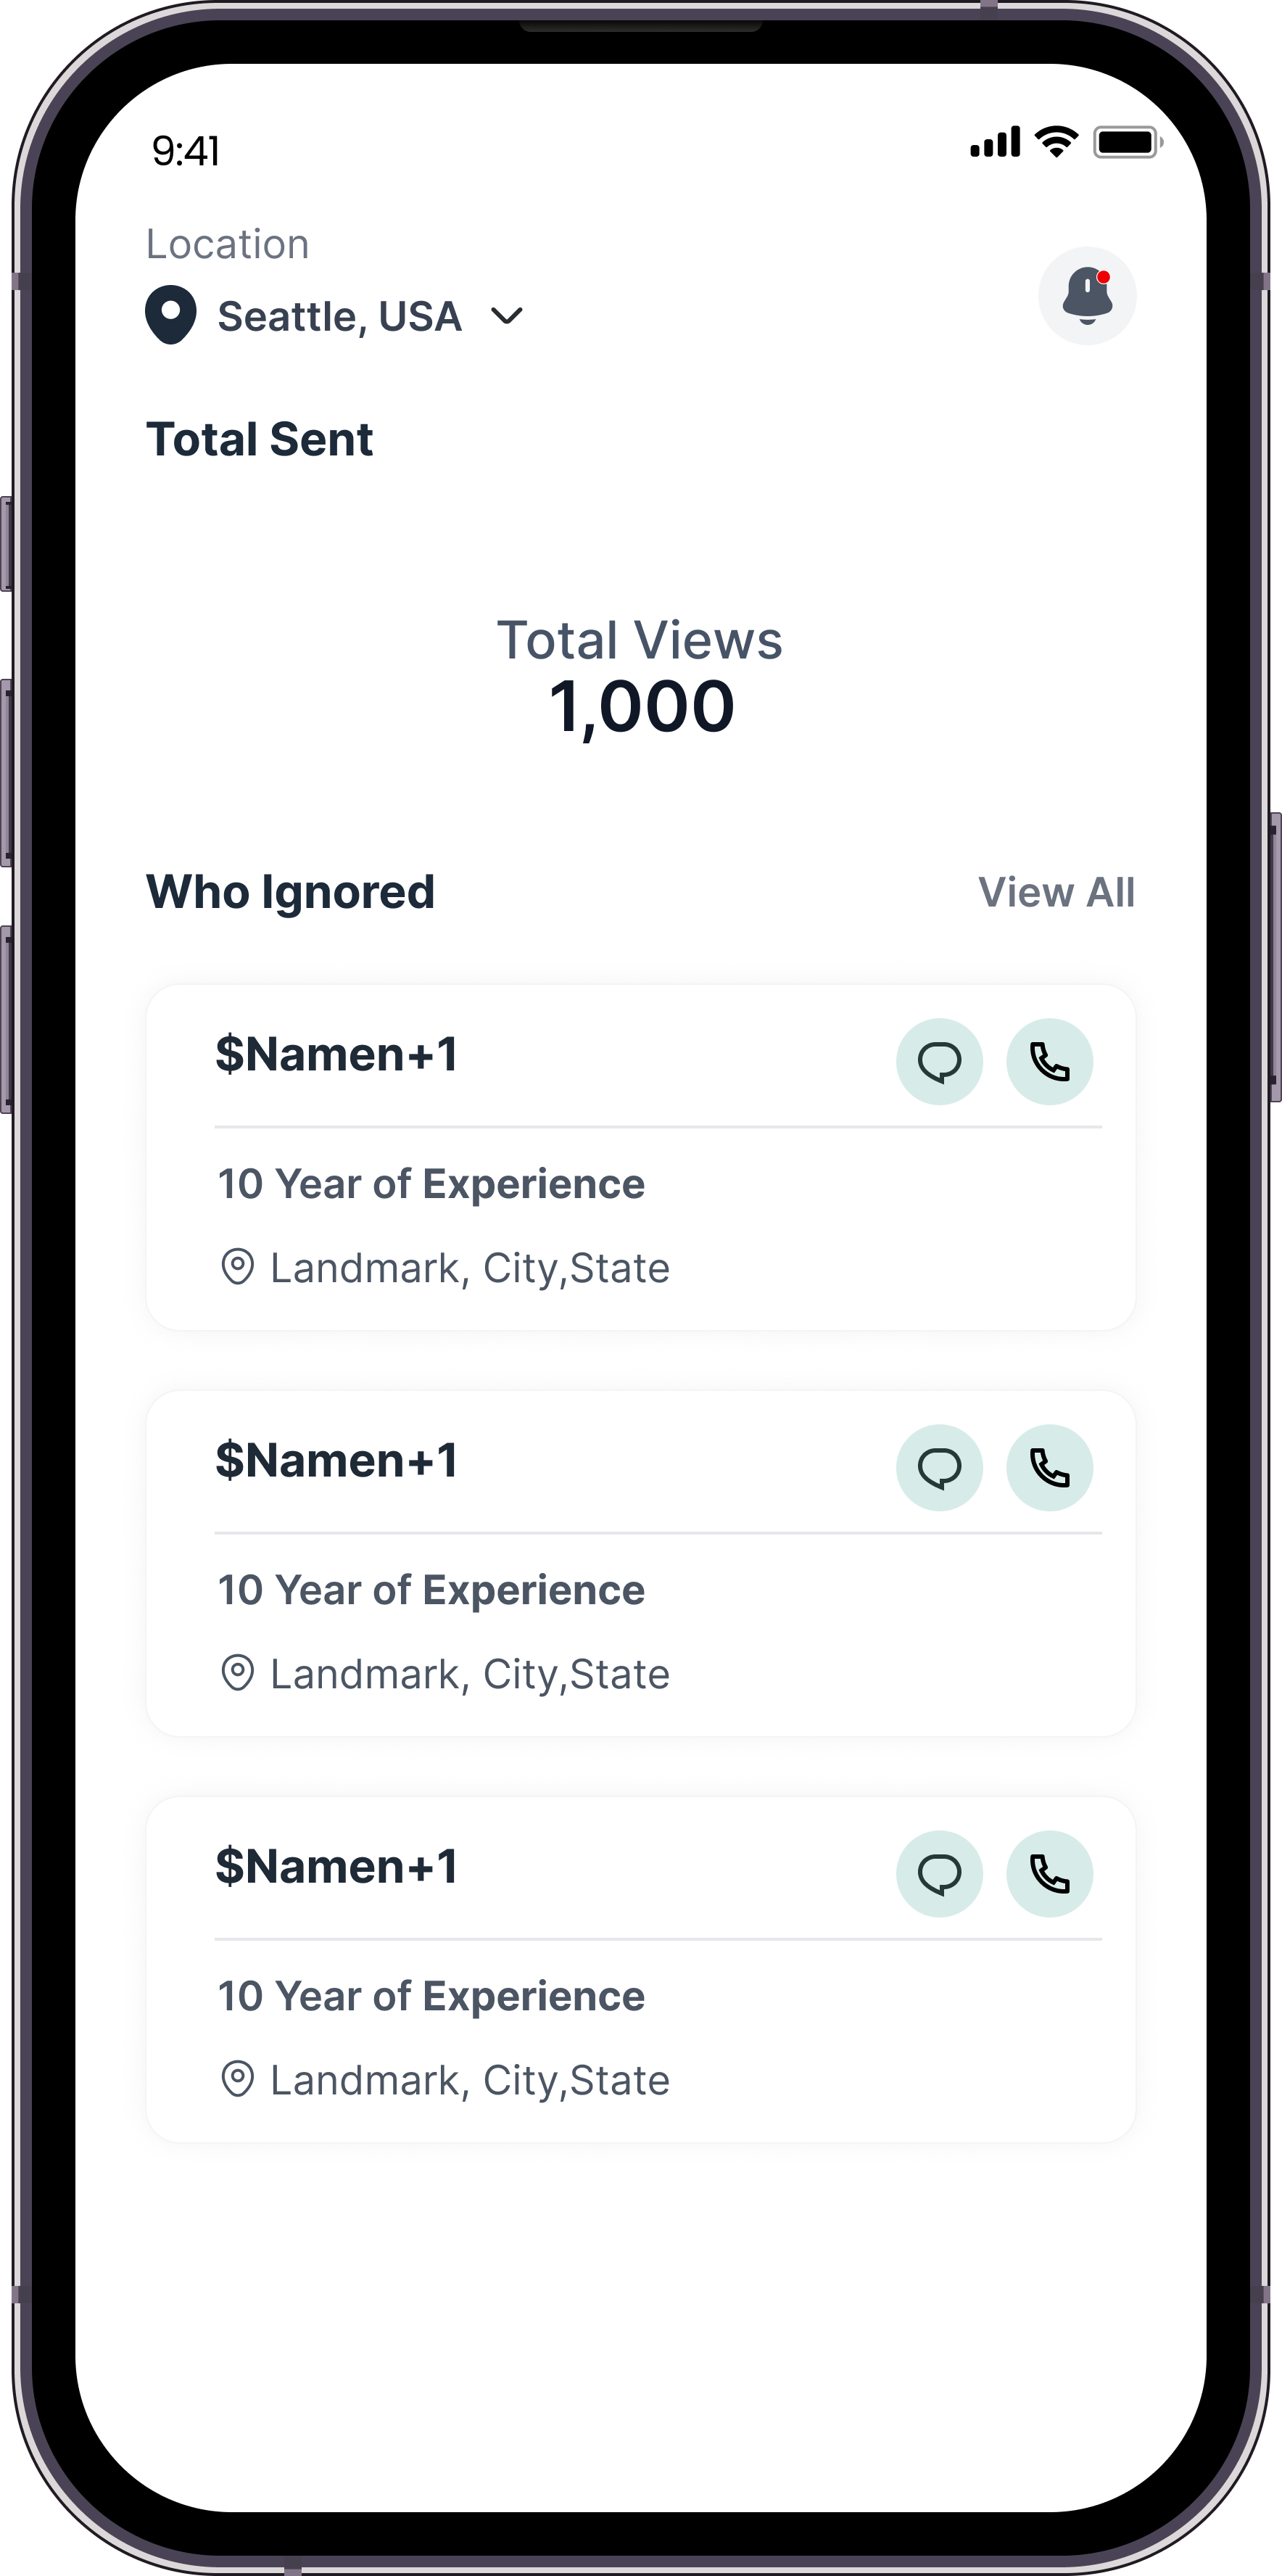 9:41
Location
Seattle, USA
Total Sent
Total Views
1,000
Who Ignored
View All
$Namen+1
10 Year of Experience
Landmark, City,State
$Namen+1
10 Year of Experience
Landmark, City,State
$Namen+1
10 Year of Experience
Landmark, City,State